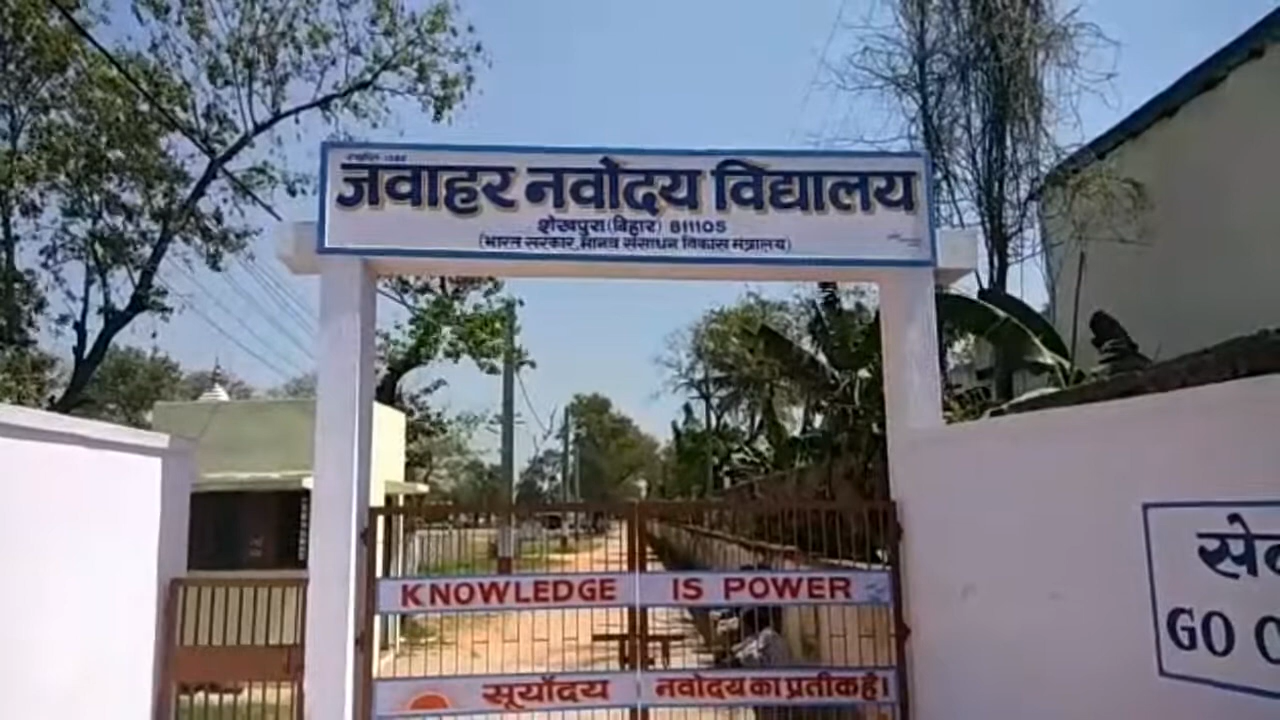 जवाहर नवोदय विद्यालय
शेखपुरा (बिहार) 811105
(भारत सरकार, मानव संसाधन विकास मंत्रालय)
KNOWLEDGE IS POWER
सूर्योदय नवोदय का प्रतीक है।
GO